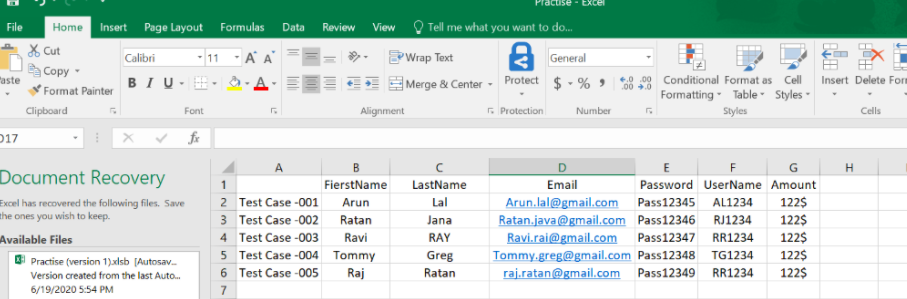 Practise - Excel
File Home Insert Page Layout Formulas Data Review View Tell me what you want to do...
Cut
Copy
Format Painter
Clipboard
Calibri 11 A A
B I U A
Font
Wrap Text
Merge & Center
Alignment
Protect
Protection
General
$ % , .0 .00 .00 .0
Number
Conditional Formatting
Format as Table
Cell Styles
Styles
Insert Delete
Cells
fx
Document Recovery
Excel has recovered the following files. Save
the ones you wish to keep.
Available Files
Practise (version 1).xlsb [Autosav...
Version created from the last Auto...
6/19/2020 5:54 PM
A B C D E F G H
1 FierstName LastName Email Password UserName Amount
2 Test Case -001 Arun Lal Arun.lal@gmail.com Pass12345 AL1234 122$
3 Test Case -002 Ratan Jana Ratan.java@gmail.com Pass12346 RJ1234 122$
4 Test Case -003 Ravi RAY Ravi.rai@gmail.com Pass12347 RR1234 122$
5 Test Case -004 Tommy Greg Tommy.greg@gmail.com Pass12348 TG1234 122$
6 Test Case -005 Raj Ratan raj.ratan@gmail.com Pass12349 RR1234 122$
7